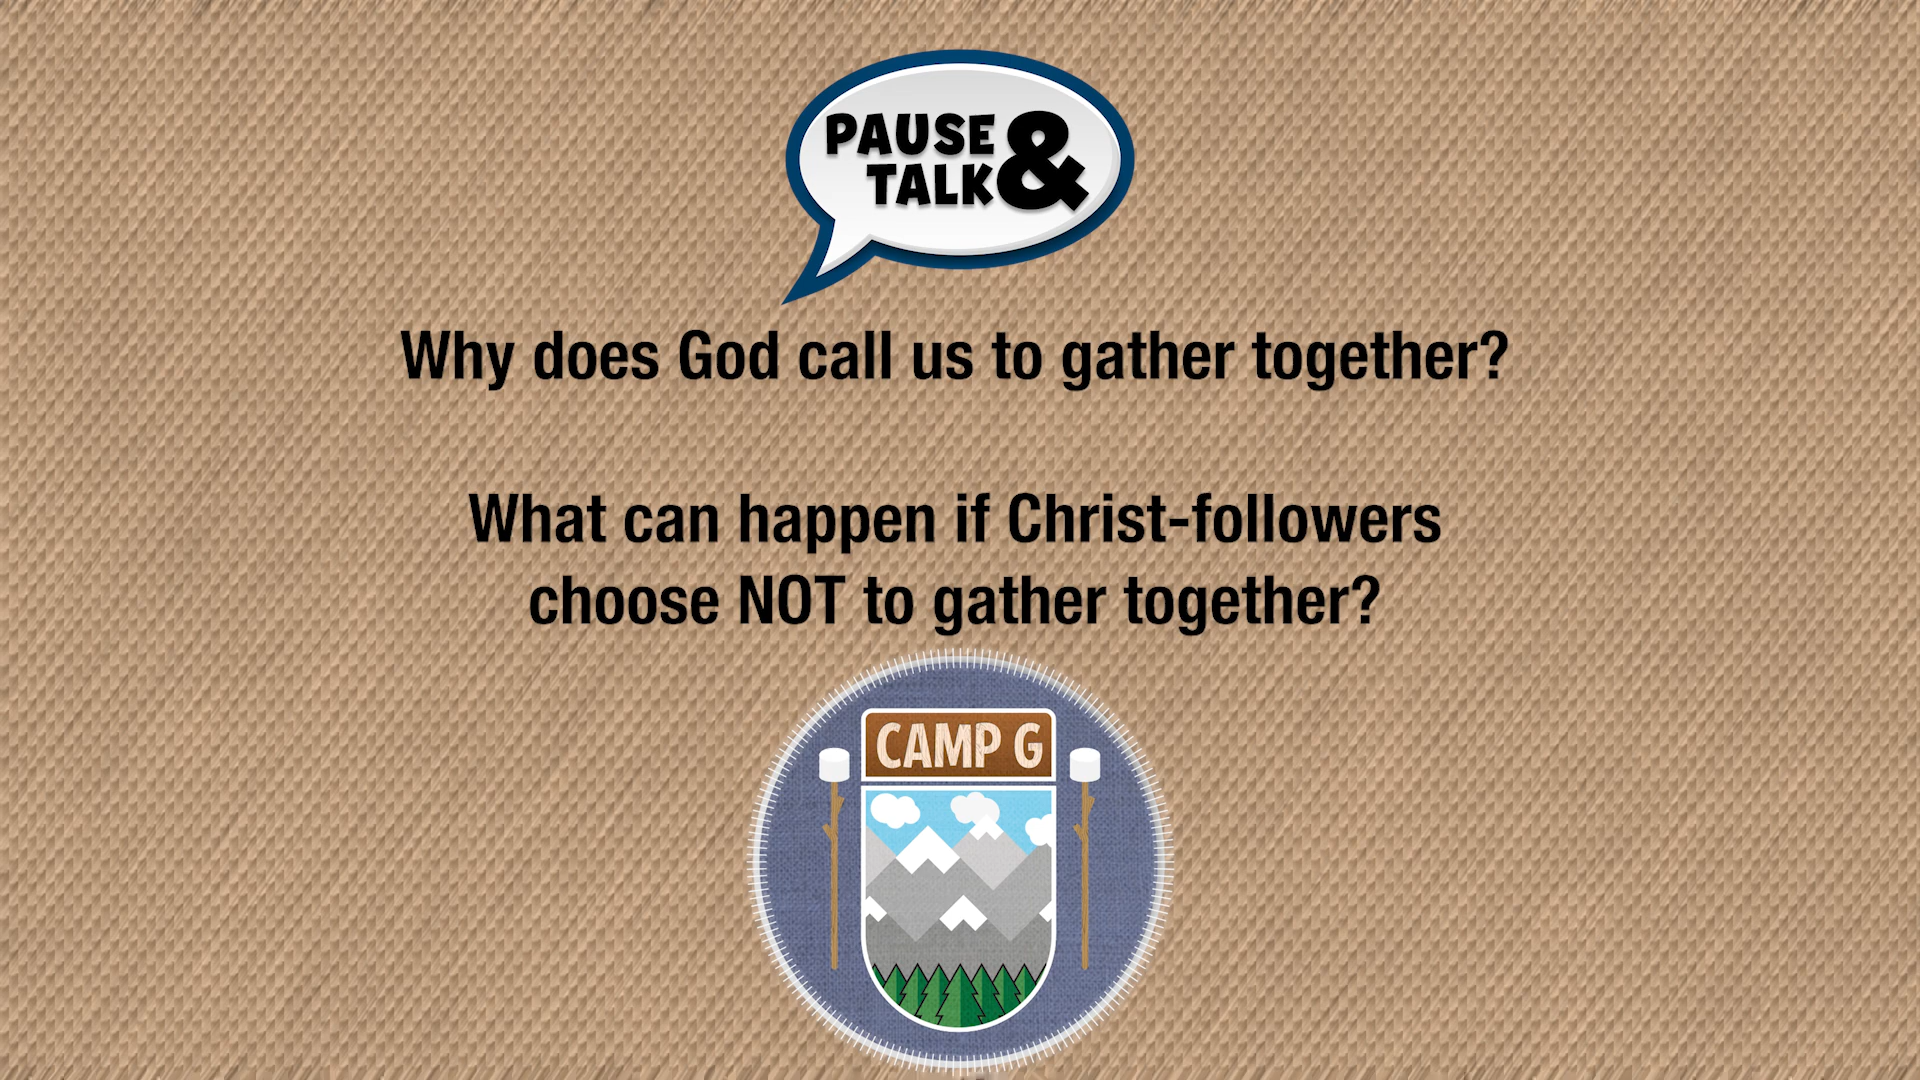 PAUSE &
TALK
Why does God call us to gather together?
What can happen if Christ-followers
choose NOT to gather together?
CAMP G